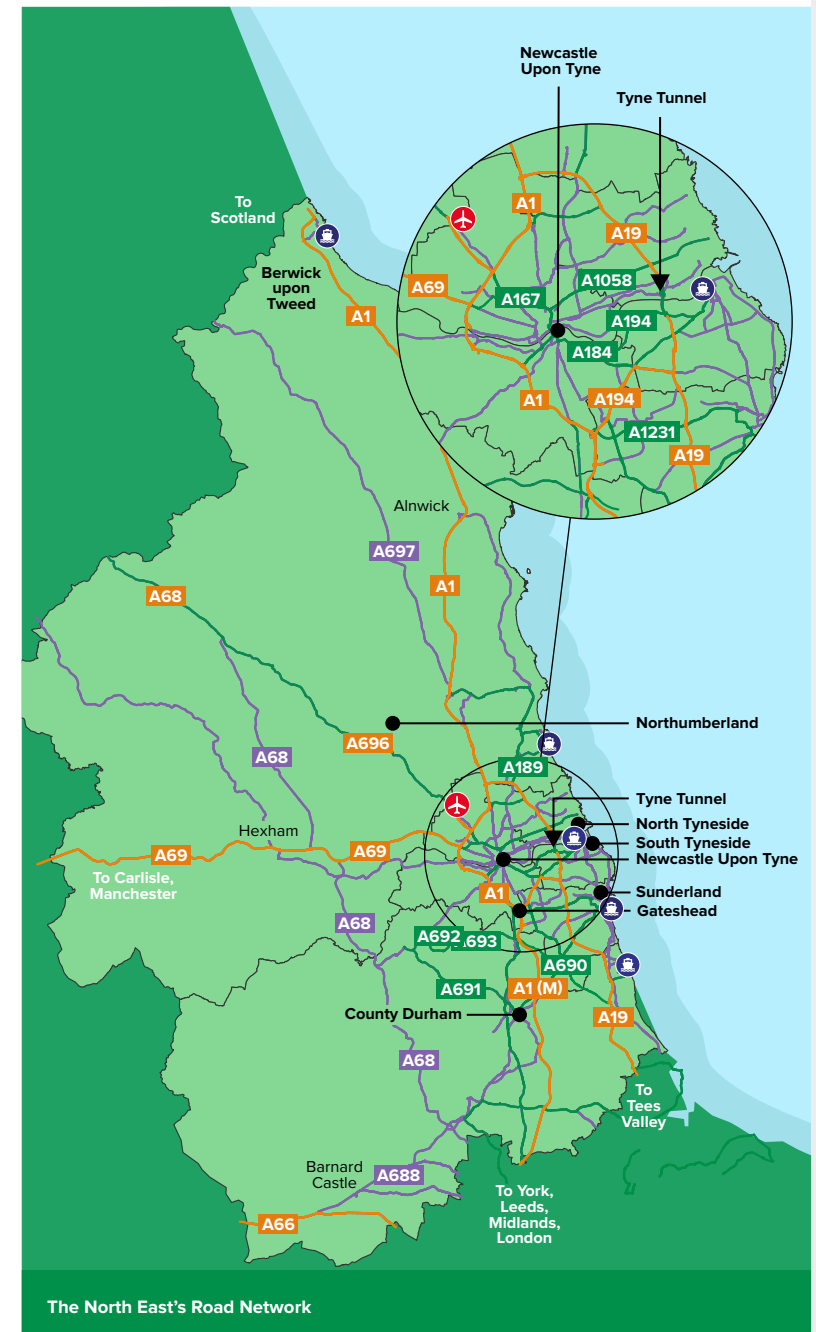 Newcastle
Upon Tyne
Tyne Tunnel
To
Scotland
A1
Berwick
upon
Tweed
A19
A69
A1058
A167
A1
A194
A184
A1
A194
A1231
A19
Alnwick
A697
A1
A68
Northumberland
A696
A68
A189
Tyne Tunnel
North Tyneside
Hexham
South Tyneside
A69
A69
Newcastle Upon Tyne
To Carlisle,
Manchester
A1
Sunderland
Gateshead
A68
A692
A693
A690
A691
A1 (M)
County Durham
A19
A68
To
Tees
Valley
Barnard
Castle
A688
To York,
Leeds,
Midlands,
London
A66
The North East's Road Network